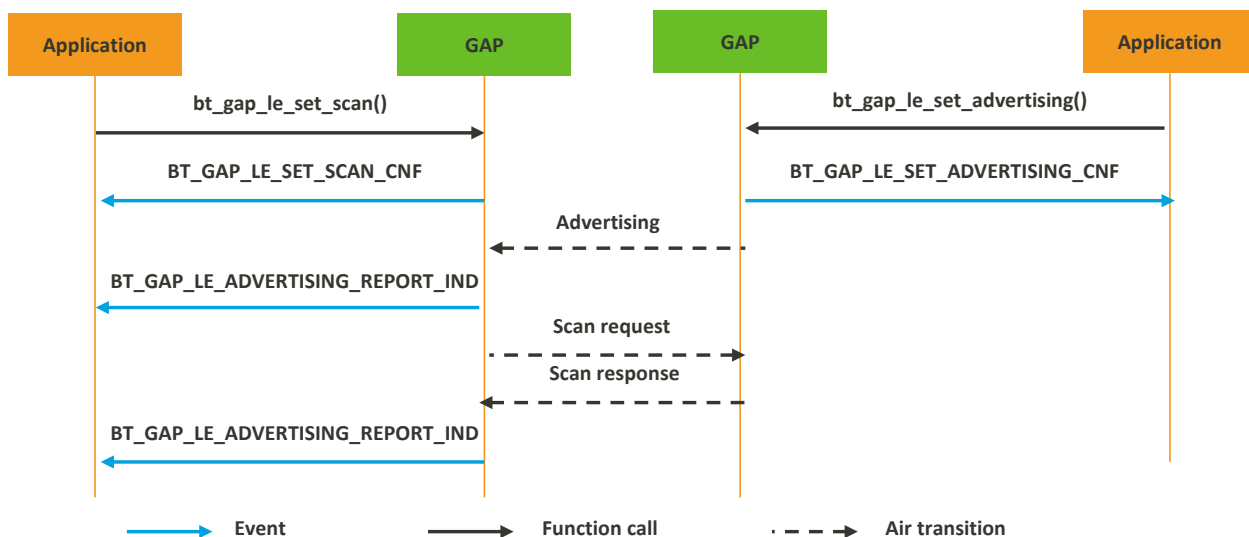 Application
GAP
GAP
Application
bt_gap_le_set_scan()
bt_gap_le_set_advertising()
BT_GAP_LE_SET_SCAN_CNF
BT_GAP_LE_SET_ADVERTISING_CNF
Advertising
BT_GAP_LE_ADVERTISING_REPORT_IND
Scan request
Scan response
BT_GAP_LE_ADVERTISING_REPORT_IND
Event
Function call
Air transition